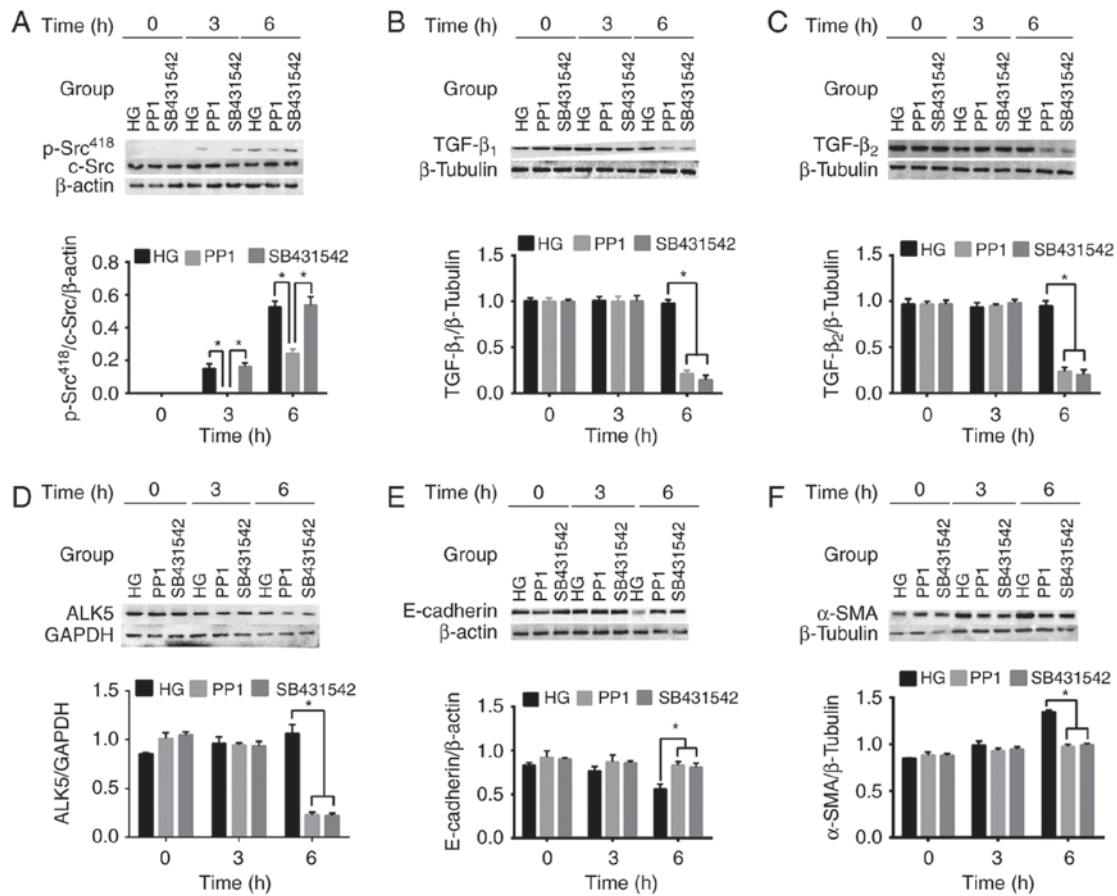 A Time (h) 0 3 6
Group HG PP1 SB431542 HG PP1 SB431542 HG PP1 SB431542
p-Src⁴¹⁸
c-Src
β-actin
HG PP1 SB431542
p-Src⁴¹⁸/c-Src/β-actin
0.8
0.6
0.4
0.2
0.0
* * * *
0 3 6
Time (h)
B Time (h) 0 3 6
Group HG PP1 SB431542 HG PP1 SB431542 HG PP1 SB431542
TGF-β₁
β-Tubulin
HG PP1 SB431542
TGF-β₁/β-Tubulin
1.5
1.0
0.5
0.0
*
0 3 6
Time (h)
C Time (h) 0 3 6
Group HG PP1 SB431542 HG PP1 SB431542 HG PP1 SB431542
TGF-β₂
β-Tubulin
HG PP1 SB431542
TGF-β₂/β-Tubulin
1.5
1.0
0.5
0.0
*
0 3 6
Time (h)
D Time (h) 0 3 6
Group HG PP1 SB431542 HG PP1 SB431542 HG PP1 SB431542
ALK5
GAPDH
HG PP1 SB431542
ALK5/GAPDH
1.5
1.0
0.5
0.0
*
0 3 6
Time (h)
E Time (h) 0 3 6
Group HG PP1 SB431542 HG PP1 SB431542 HG PP1 SB431542
E-cadherin
β-actin
HG PP1 SB431542
E-cadherin/β-actin
1.5
1.0
0.5
0.0
*
0 3 6
Time (h)
F Time (h) 0 3 6
Group HG PP1 SB431542 HG PP1 SB431542 HG PP1 SB431542
α-SMA
β-Tubulin
HG PP1 SB431542
α-SMA/β-Tubulin
1.5
1.0
0.5
0.0
*
0 3 6
Time (h)